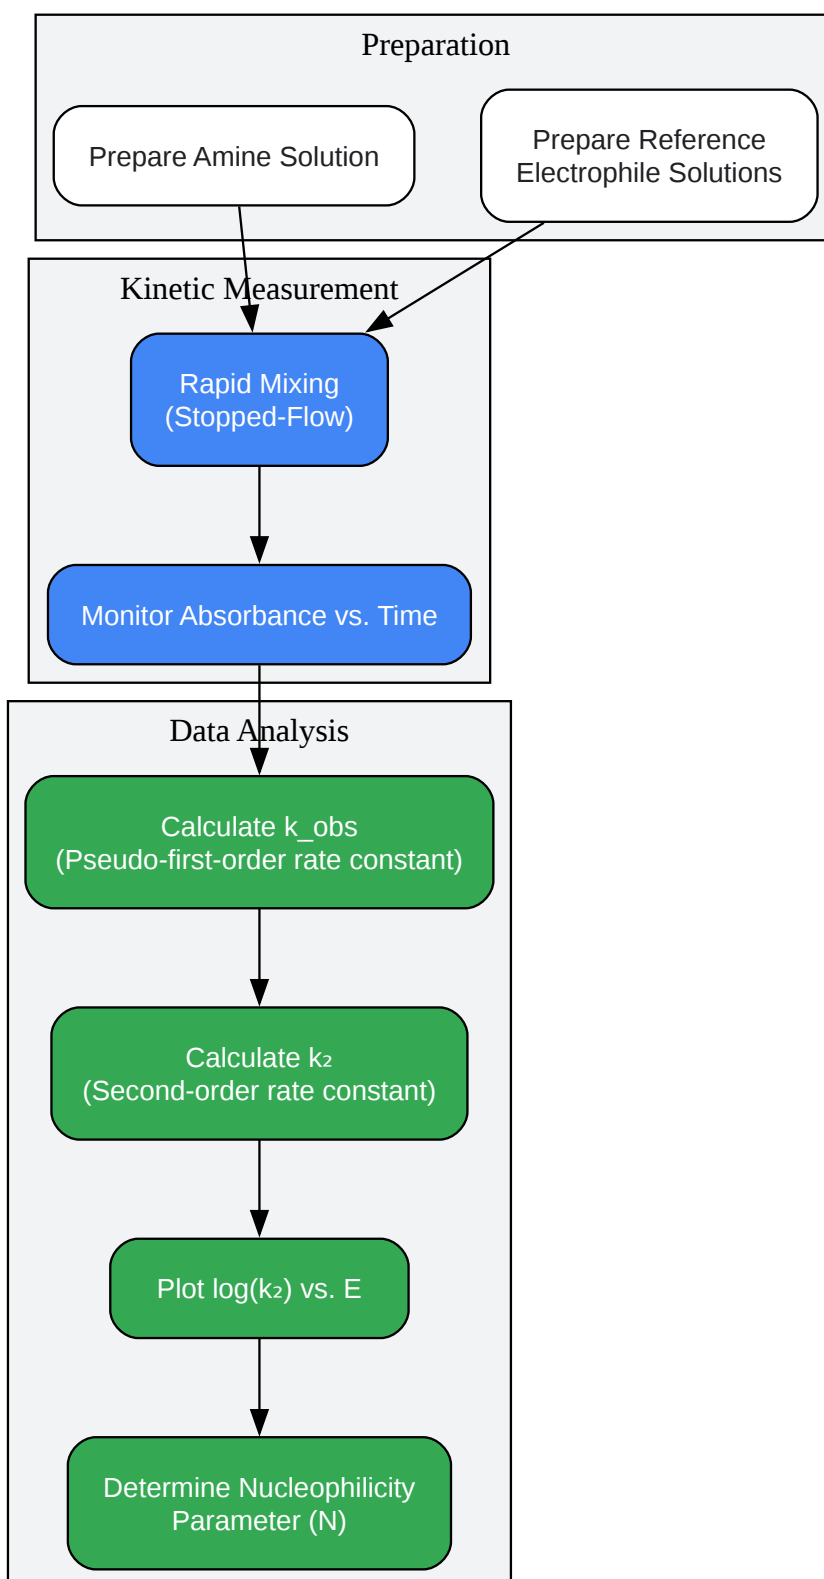 Preparation
Prepare Amine Solution
Prepare Reference
Electrophile Solutions
Kinetic Measurement
Rapid Mixing
(Stopped-Flow)
Monitor Absorbance vs. Time
Data Analysis
Calculate k_obs
(Pseudo-first-order rate constant)
Calculate k₂
(Second-order rate constant)
Plot log(k₂) vs. E
Determine Nucleophilicity
Parameter (N)